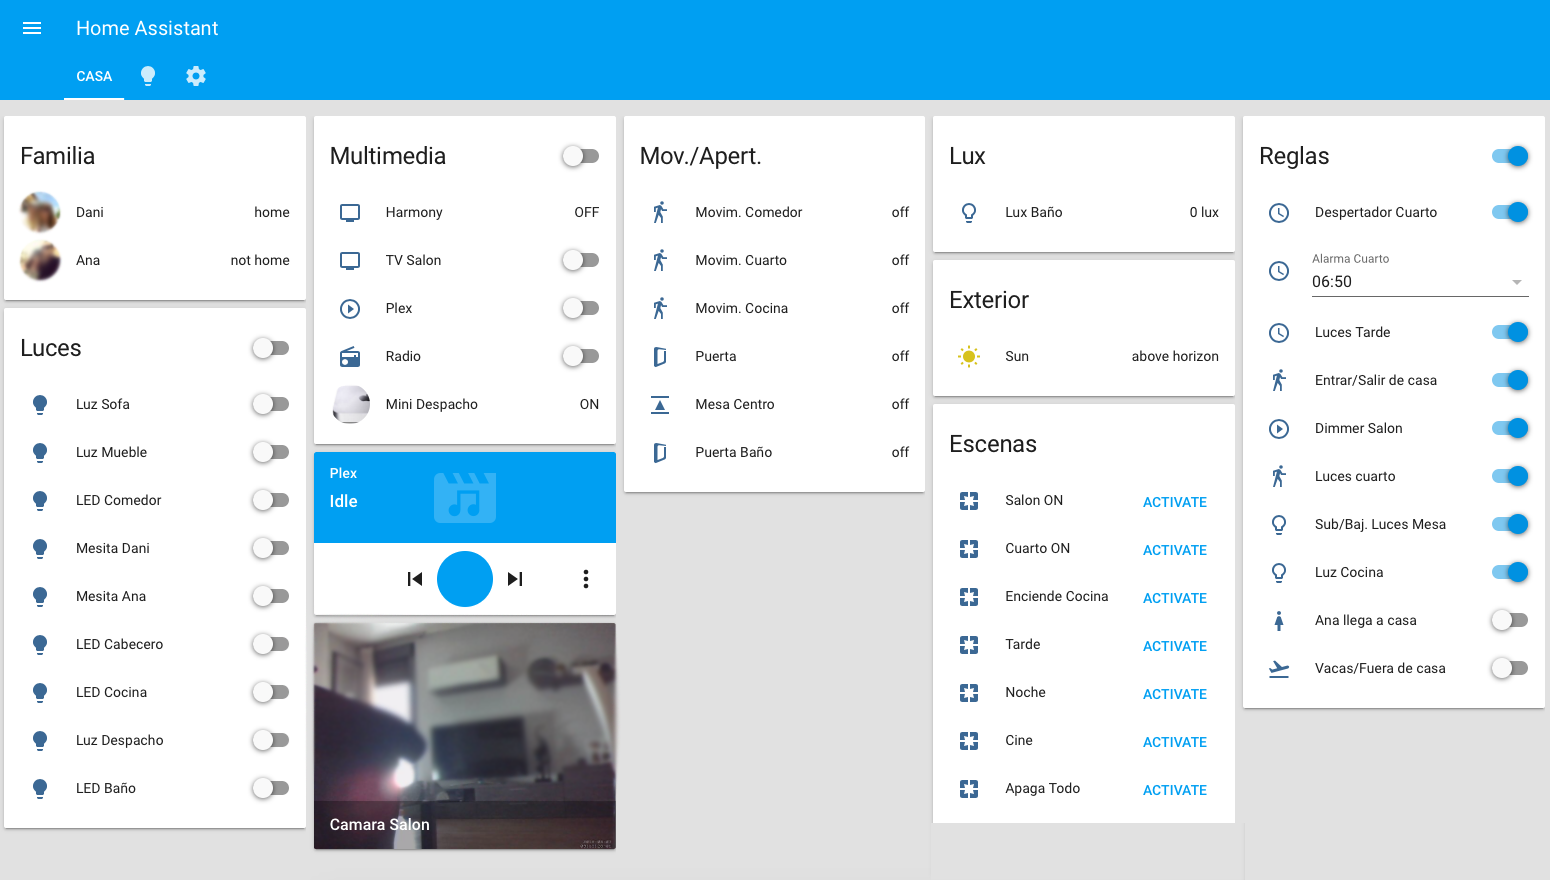 Home Assistant
CASA
Familia
Dani home
Ana not home
Luces
Luz Sofa
Luz Mueble
LED Comedor
Mesita Dani
Mesita Ana
LED Cabecero
LED Cocina
Luz Despacho
LED Baño
Multimedia
Harmony OFF
TV Salon
Plex
Radio
Mini Despacho ON
Plex
Idle
Camara Salon
Mov./Apert.
Movim. Comedor off
Movim. Cuarto off
Movim. Cocina off
Puerta off
Mesa Centro off
Puerta Baño off
Lux
Lux Baño 0 lux
Exterior
Sun above horizon
Escenas
Salon ON ACTIVATE
Cuarto ON ACTIVATE
Enciende Cocina ACTIVATE
Tarde ACTIVATE
Noche ACTIVATE
Cine ACTIVATE
Apaga Todo ACTIVATE
Reglas
Despertador Cuarto
Alarma Cuarto
06:50
Luces Tarde
Entrar/Salir de casa
Dimmer Salon
Luces cuarto
Sub/Baj. Luces Mesa
Luz Cocina
Ana llega a casa
Vacas/Fuera de casa